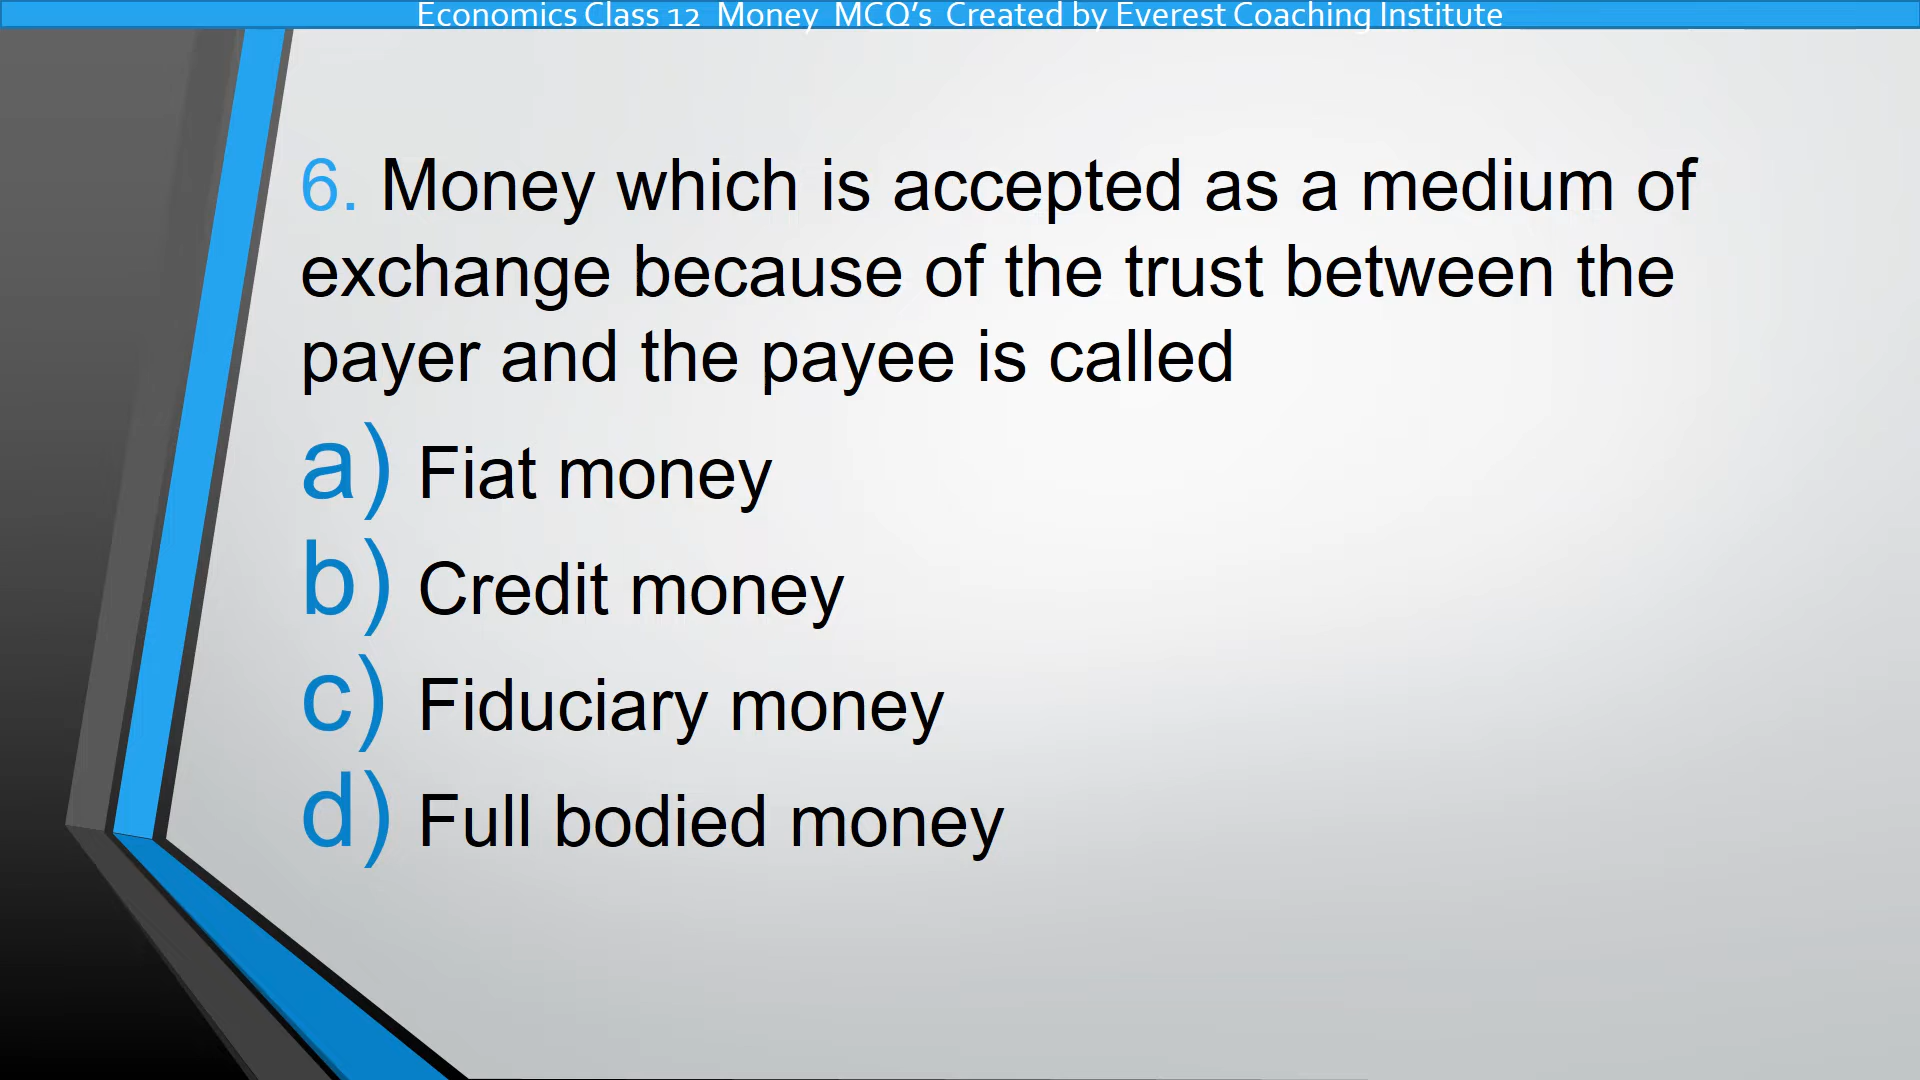 Economics Class 12 Money MCQ's Created by Everest Coaching Institute
6. Money which is accepted as a medium of
exchange because of the trust between the
payer and the payee is called
a) Fiat money
b) Credit money
c) Fiduciary money
d) Full bodied money